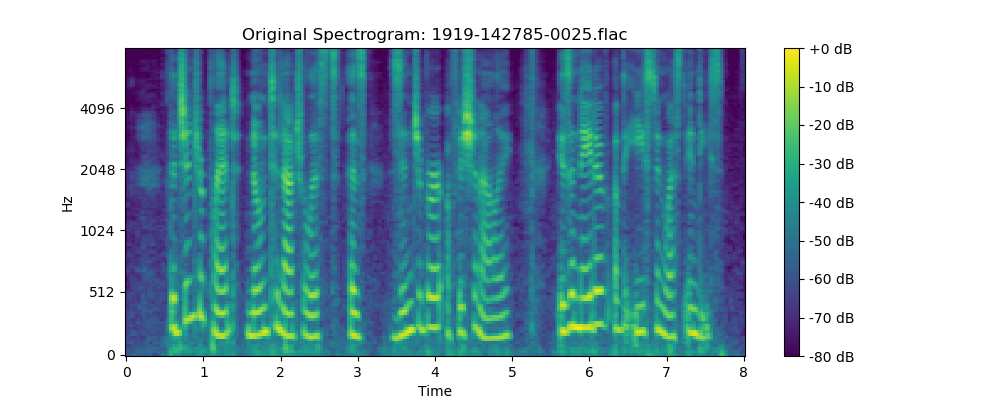 Original Spectrogram: 1919-142785-0025.flac
Hz
4096
2048
1024
512
0
0 1 2 3 4 5 6 7 8
Time
+0 dB
-10 dB
-20 dB
-30 dB
-40 dB
-50 dB
-60 dB
-70 dB
-80 dB